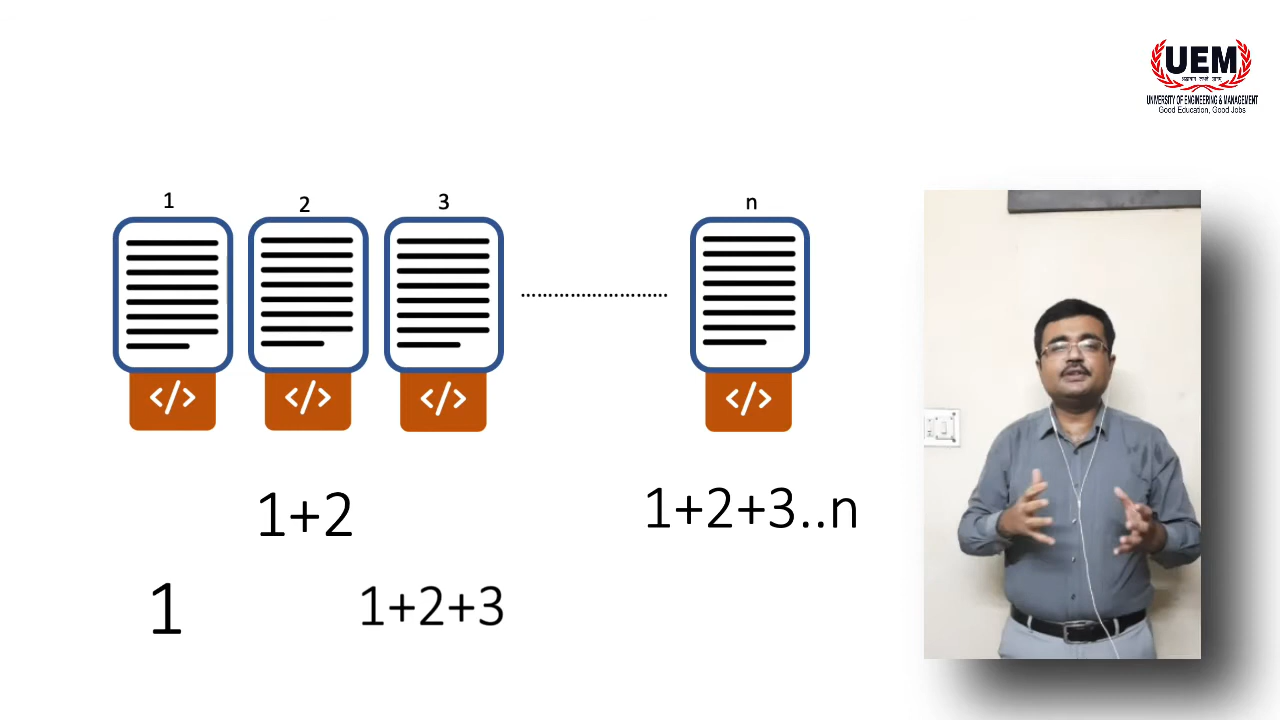 UEM
UNIVERSITY OF ENGINEERING & MANAGEMENT
Good Education, Good Jobs
1
2
3
n
..........................
</>
</>
</>
</>
1+2
1+2+3..n
1
1+2+3